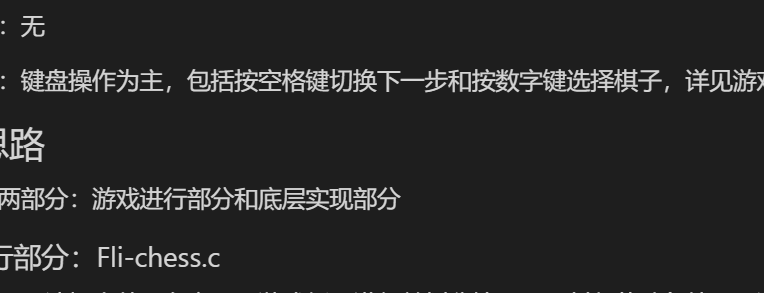 ：无
：键盘操作为主，包括按空格键切换下一步和按数字键选择棋子，详见游戏
思路
两部分：游戏进行部分和底层实现部分
行部分：Fli-chess.c